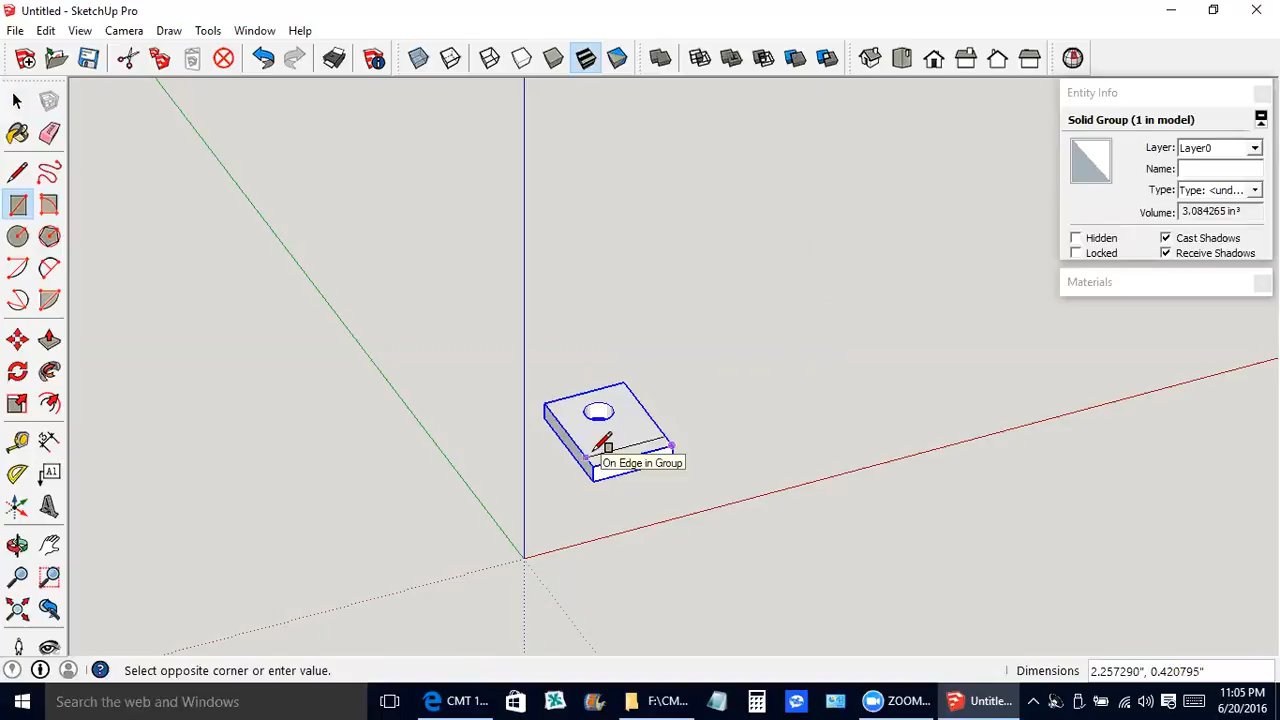 Untitled - SketchUp Pro
File Edit View Camera Draw Tools Window Help
Entity Info
Solid Group (1 in model)
Layer: Layer0
Name:
Type: Type: <und...
Volume: 3.084265 in³
Hidden Cast Shadows
Locked Receive Shadows
Materials
A1
On Edge in Group
Select opposite corner or enter value.
Dimensions 2.257290", 0.420795"
Search the web and Windows
CMT 1...
F:\CM...
ZOOM...
Untitle...
11:05 PM
6/20/2016